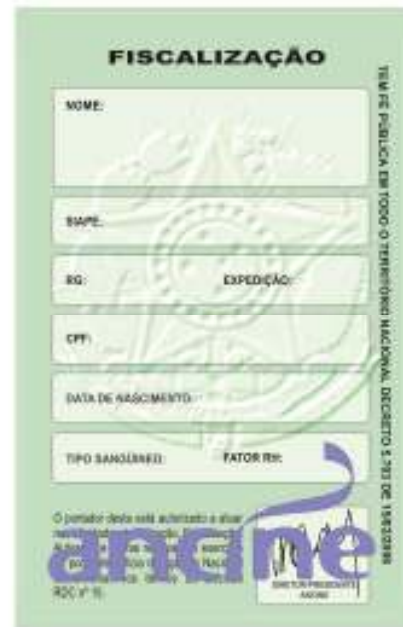 FISCALIZAÇÃO
NOME:
SIAPE:
RG: EXPEDIÇÃO:
CPF:
DATA DE NASCIMENTO:
TIPO SANGUÍNEO: FATOR RH:
O portador desta está autorizado a atuar
RDC nº
ancine
DIRETOR-PRESIDENTE
ANCINE
TEM FÉ PÚBLICA EM TODO O TERRITÓRIO NACIONAL DECRETO